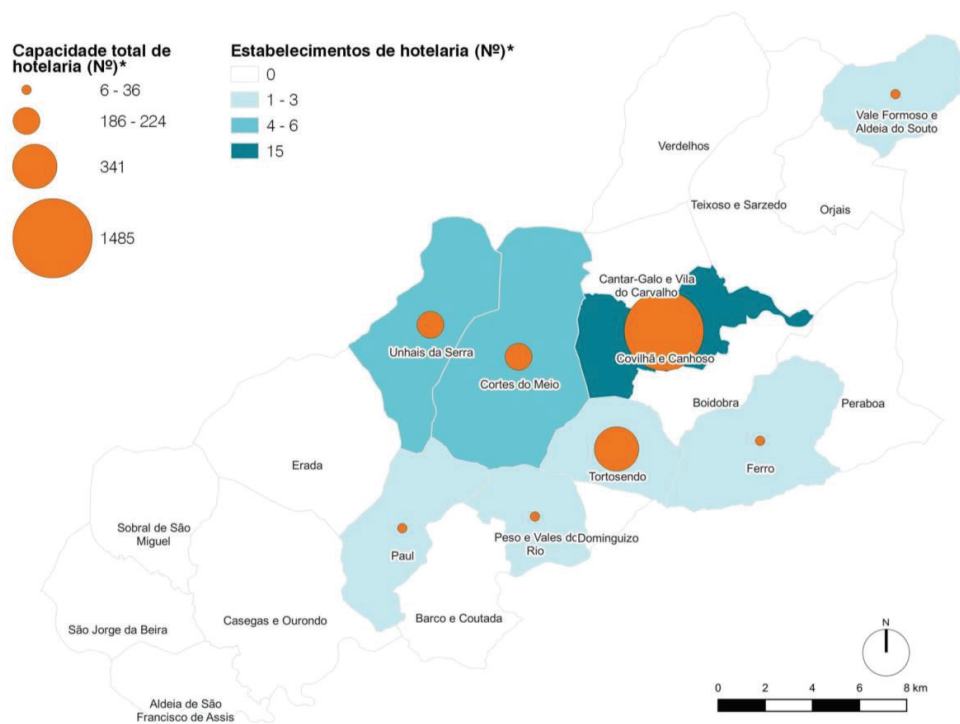 Capacidade total de
hotelaria (Nº)*
6 - 36
186 - 224
341
1485
Estabelecimentos de hotelaria (Nº)*
0
1 - 3
4 - 6
15
Vale Formoso e
Aldeia do Souto
Verdelhos
Teixoso e Sarzedo
Orjais
Cantar-Galo e Vila
do Carvalho
Unhais da Serra
Covilhã e Canhoso
Cortes do Meio
Boidobra
Peraboa
Erada
Tortosendo
Ferro
Sobral de São
Miguel
Paul
Peso e Vales do
Rio
Dominguizo
São Jorge da Beira
Casegas e Ourondo
Barco e Coutada
Aldeia de São
Francisco de Assis
N
0 2 4 6 8 km